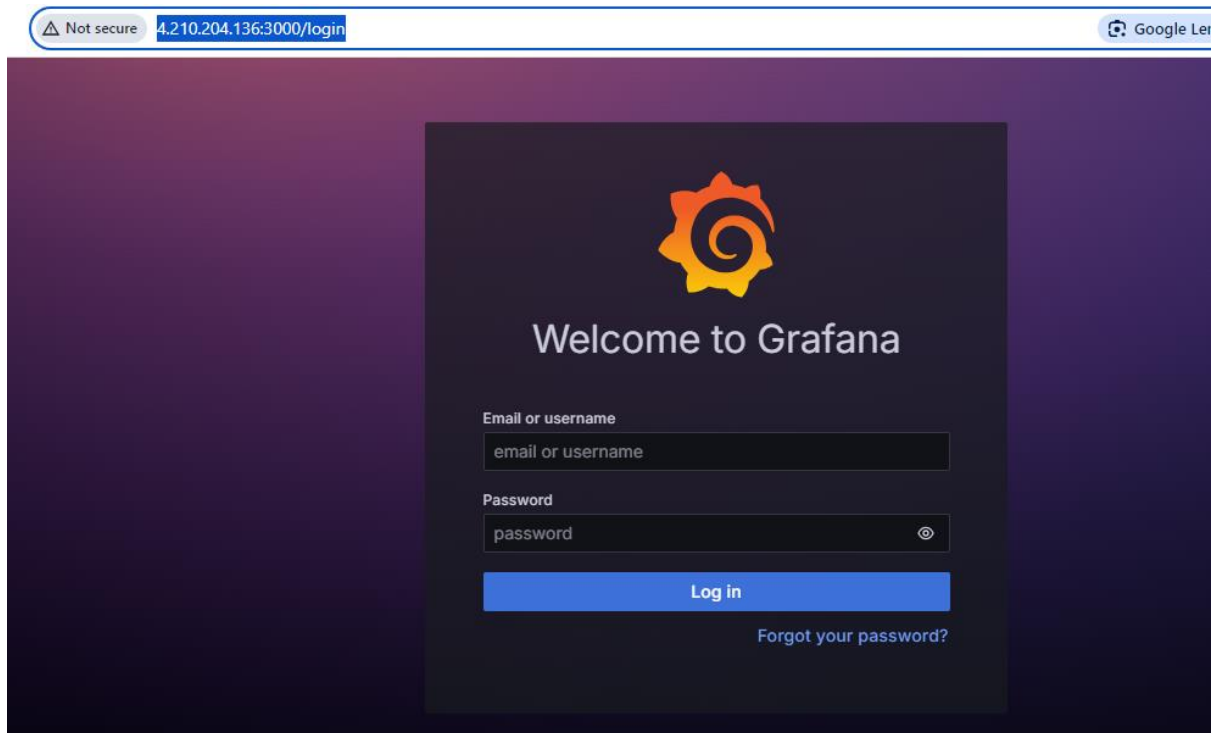 Not secure 4.210.204.136:3000/login Google Ler
Welcome to Grafana
Email or username
email or username
Password
password
Log in
Forgot your password?